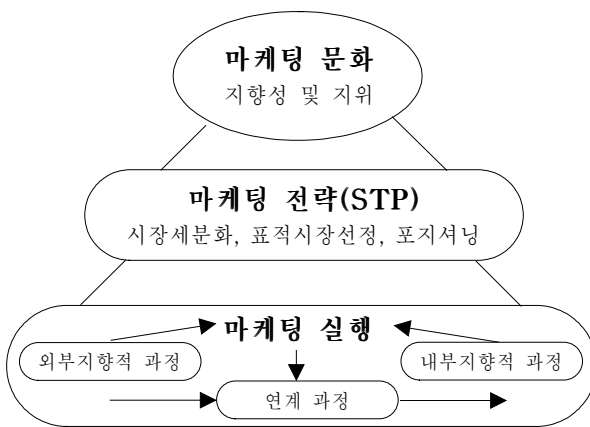 마케팅 문화
지향성 및 지위
마케팅 전략(STP)
시장세분화, 표적시장선정, 포지셔닝
마케팅 실행
외부지향적 과정
내부지향적 과정
연계 과정